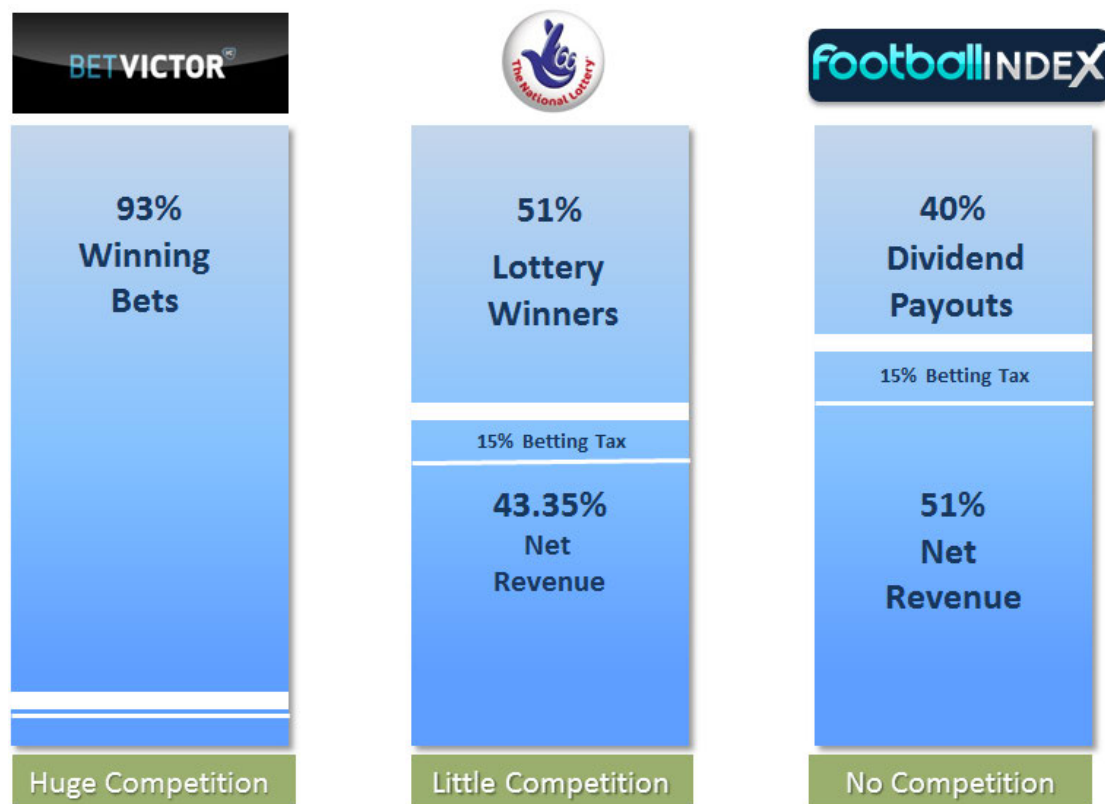 BETVICTOR
The National Lottery
footballINDEX
93%
Winning
Bets
51%
Lottery
Winners
15% Betting Tax
43.35%
Net
Revenue
40%
Dividend
Payouts
15% Betting Tax
51%
Net
Revenue
Huge Competition
Little Competition
No Competition